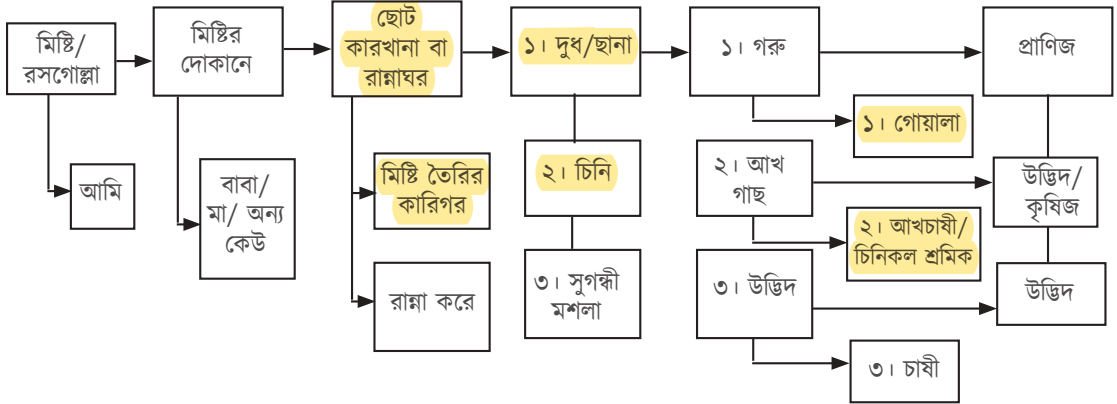 মিষ্টি/
রসগোল্লা
মিষ্টির
দোকানে
ছোট
কারখানা বা
রান্নাঘর
১। দুধ/ছানা
১। গরু
প্রাণিজ
১। গোয়ালা
আমি
বাবা/
মা/ অন্য
কেউ
মিষ্টি তৈরির
কারিগর
২। চিনি
২। আখ
গাছ
উদ্ভিদ/
কৃষিজ
২। আখচাষী/
চিনিকল শ্রমিক
রান্না করে
৩। সুগন্ধী
মশলা
৩। উদ্ভিদ
উদ্ভিদ
৩। চাষী